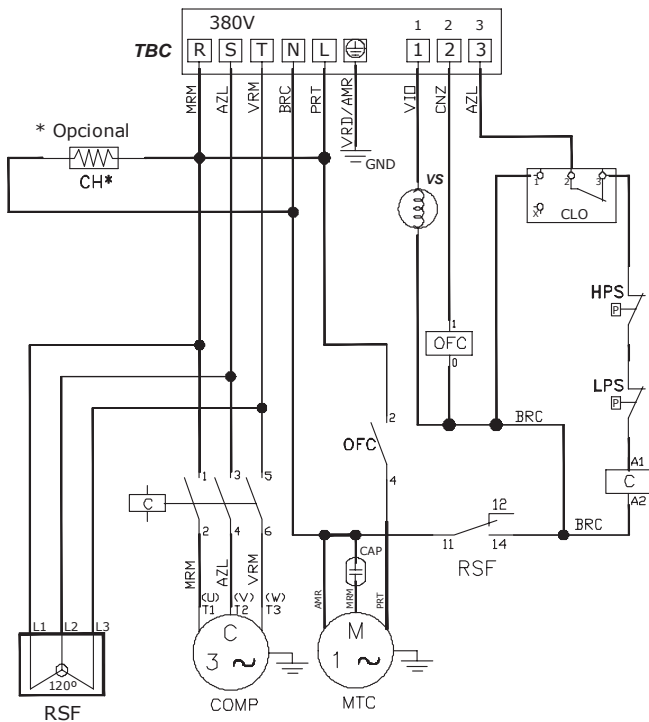 380V
1 2 3
TBC R S T N L 1 2 3
MRM AZL VRM BRC PRT VRD/AMR VIO CNZ AZL
* Opcional
GND
CH*
VS
1 2 3
X
CLO
HPS
P
1
OFC
0
LPS
P
BRC
2
OFC
4
A1
C
A2
1 3 5
C
2 4 6
12
11 14
RSF
BRC
MRM AZL VRM
CAP
AMR MRM PRT
(U) (V) (W)
T1 T2 T3
L1 L2 L3
120º
RSF
C
3 ~
COMP
M
1 ~
MTC